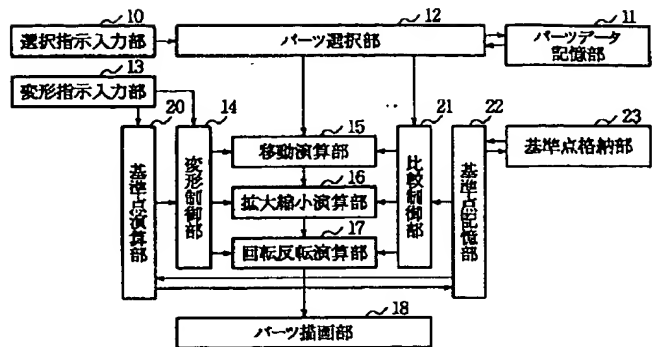 10
選択指示入力部
12
パーツ選択部
11
パーツデータ
記憶部
13
変形指示入力部
20
基準点演算部
14
変形制御部
15
移動演算部
16
拡大縮小演算部
17
回転反転演算部
21
比較制御部
22
基準点記憶部
23
基準点格納部
18
パーツ描画部